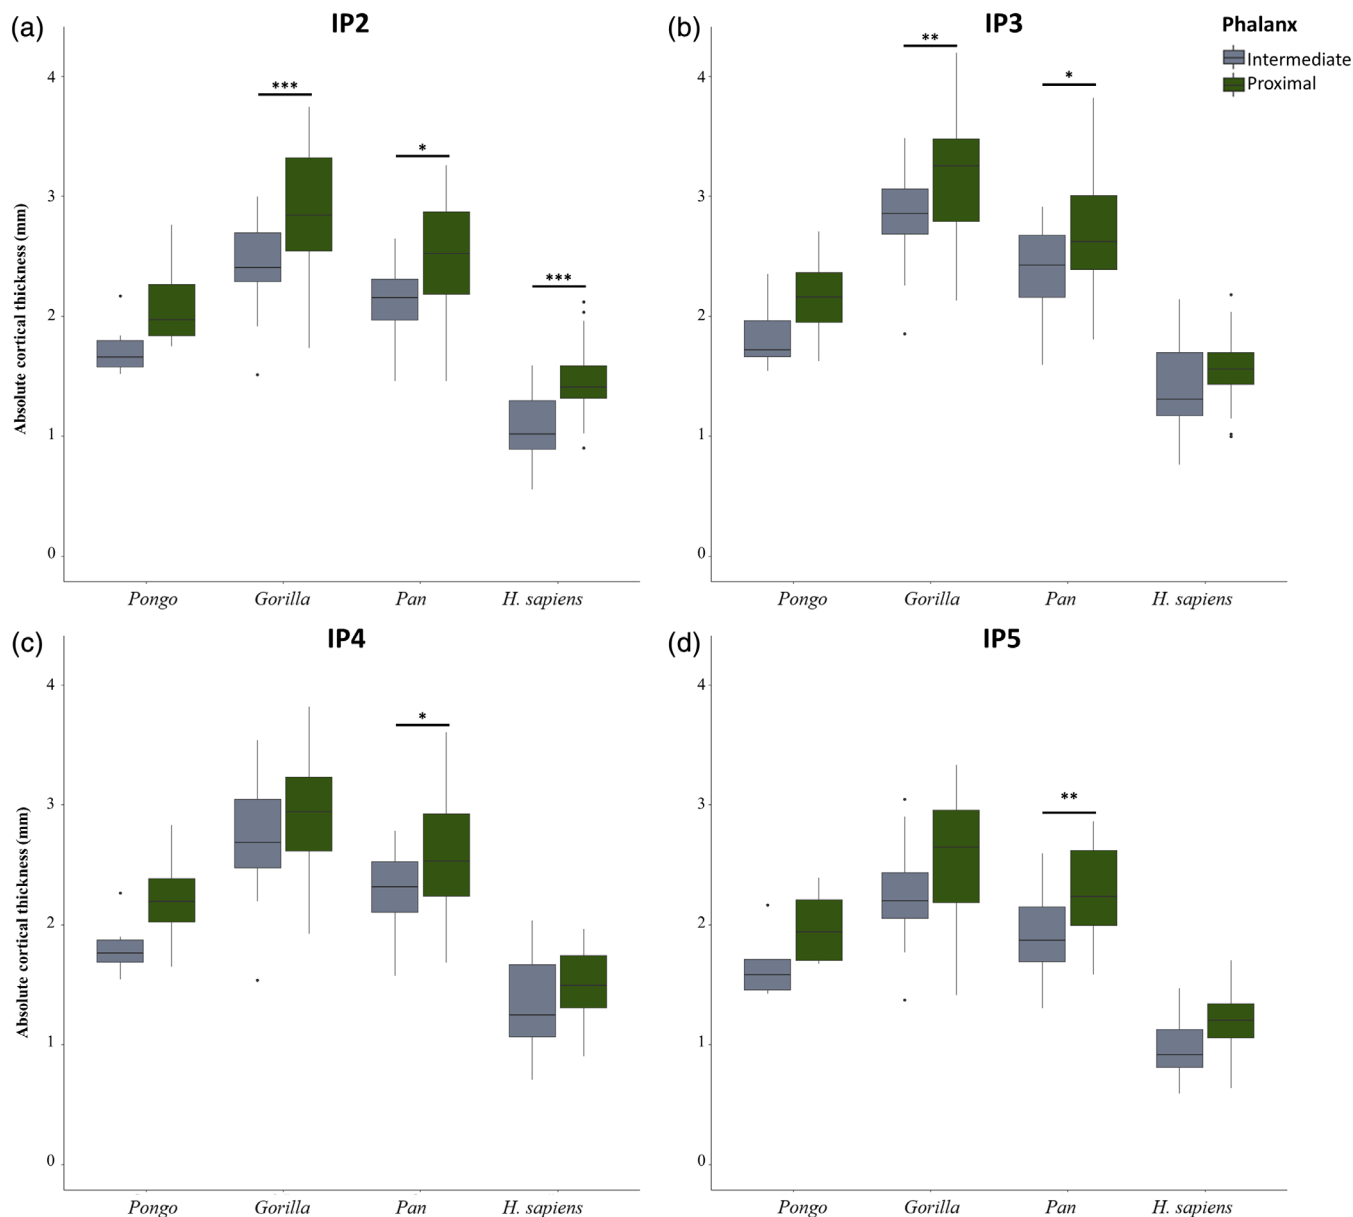 (a)
IP2
***
*
***
4
3
2
1
0
Absolute cortical thickness (mm)
Pongo
Gorilla
Pan
H. sapiens
(b)
IP3
**
*
4
3
2
1
0
Pongo
Gorilla
Pan
H. sapiens
Phalanx
Intermediate
Proximal
(c)
IP4
*
4
3
2
1
0
Absolute cortical thickness (mm)
Pongo
Gorilla
Pan
H. sapiens
(d)
IP5
**
4
3
2
1
0
Pongo
Gorilla
Pan
H. sapiens